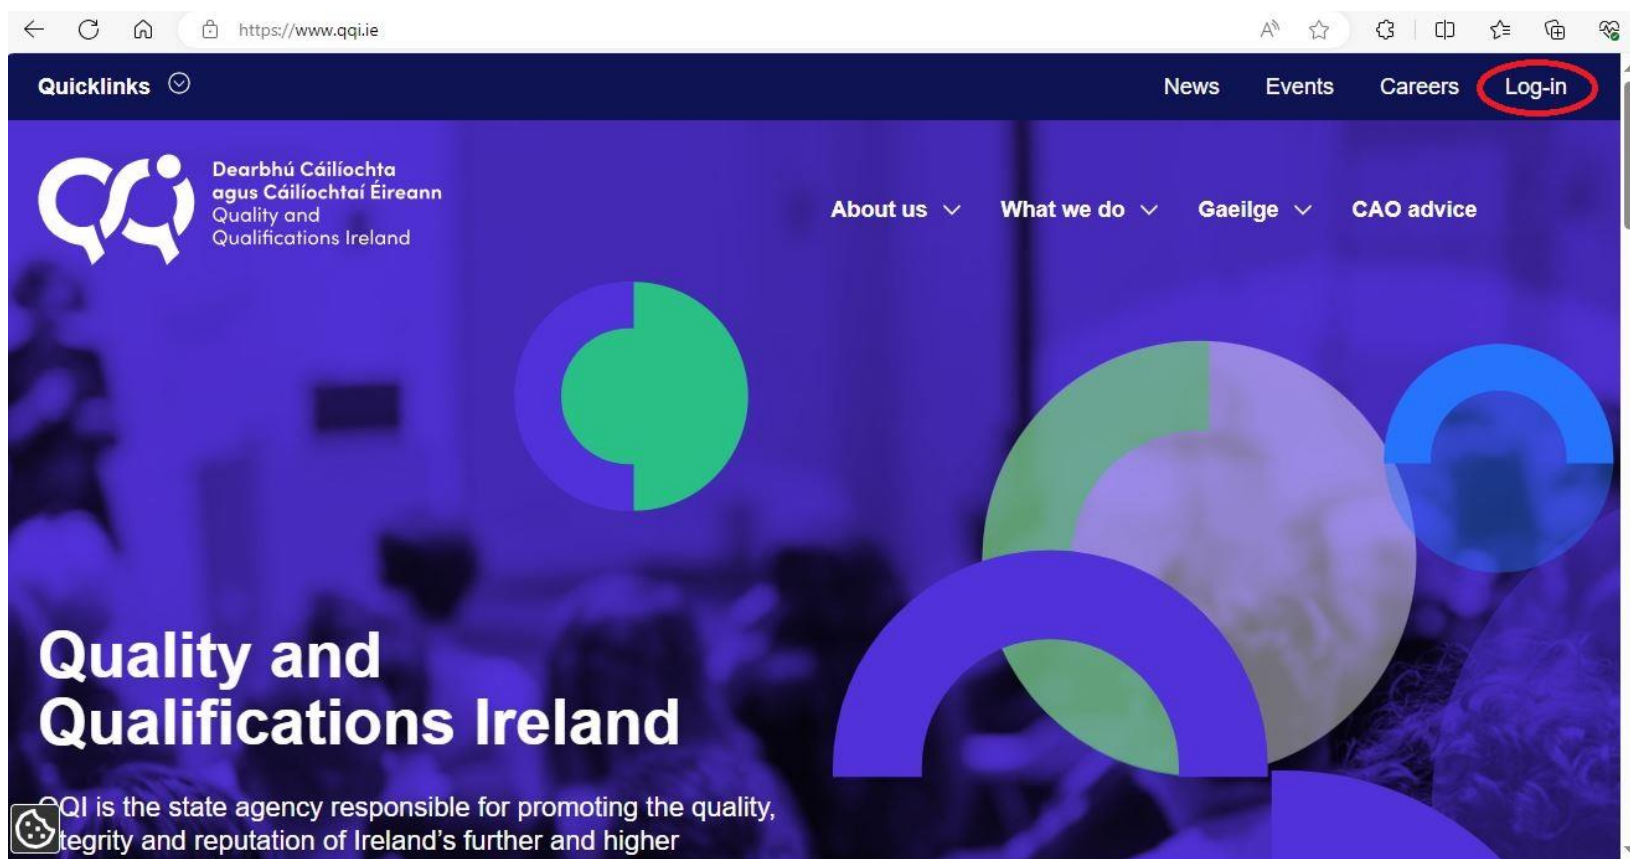 https://www.qqi.ie
Quicklinks
News Events Careers Log-in
Dearbhú Cáilíochta
agus Cáilíochtaí Éireann
Quality and
Qualifications Ireland
About us What we do Gaeilge CAO advice
Quality and
Qualifications Ireland
QQI is the state agency responsible for promoting the quality,
tegrity and reputation of Ireland's further and higher